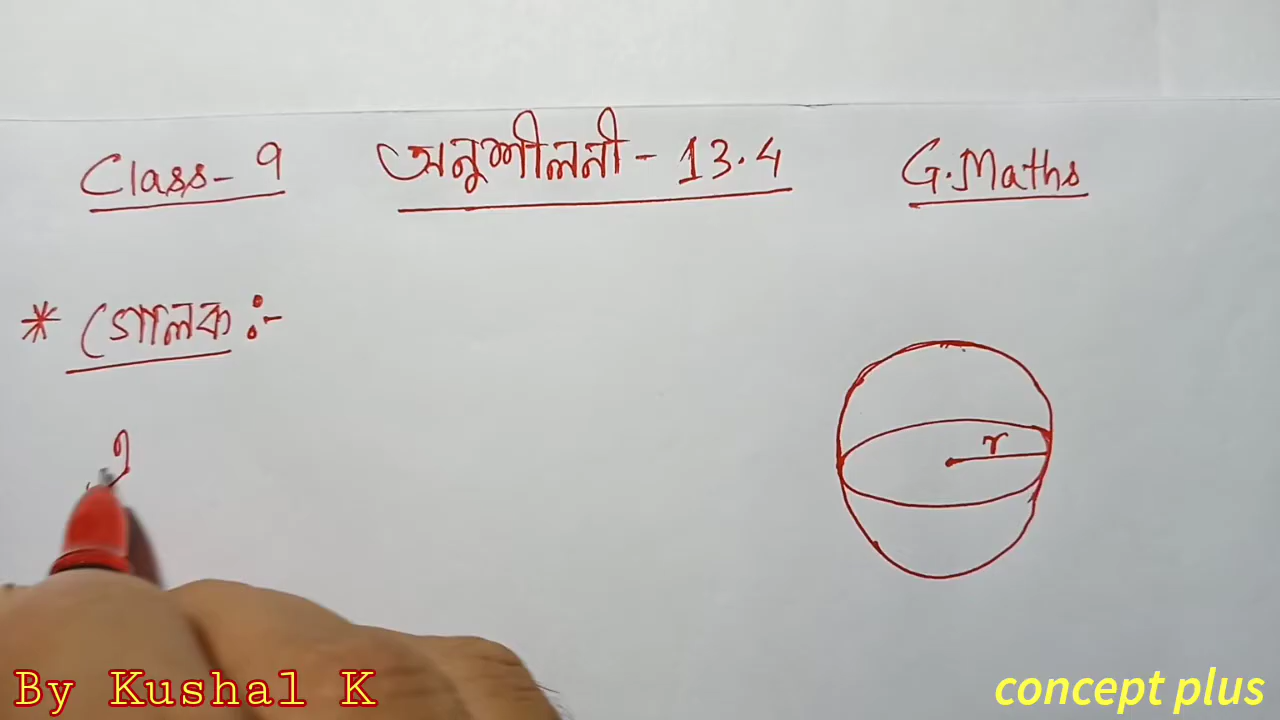 Class-9 অনুশীলনী-13.4 G.Maths
* গোলক :-
r
By Kushal K
concept plus